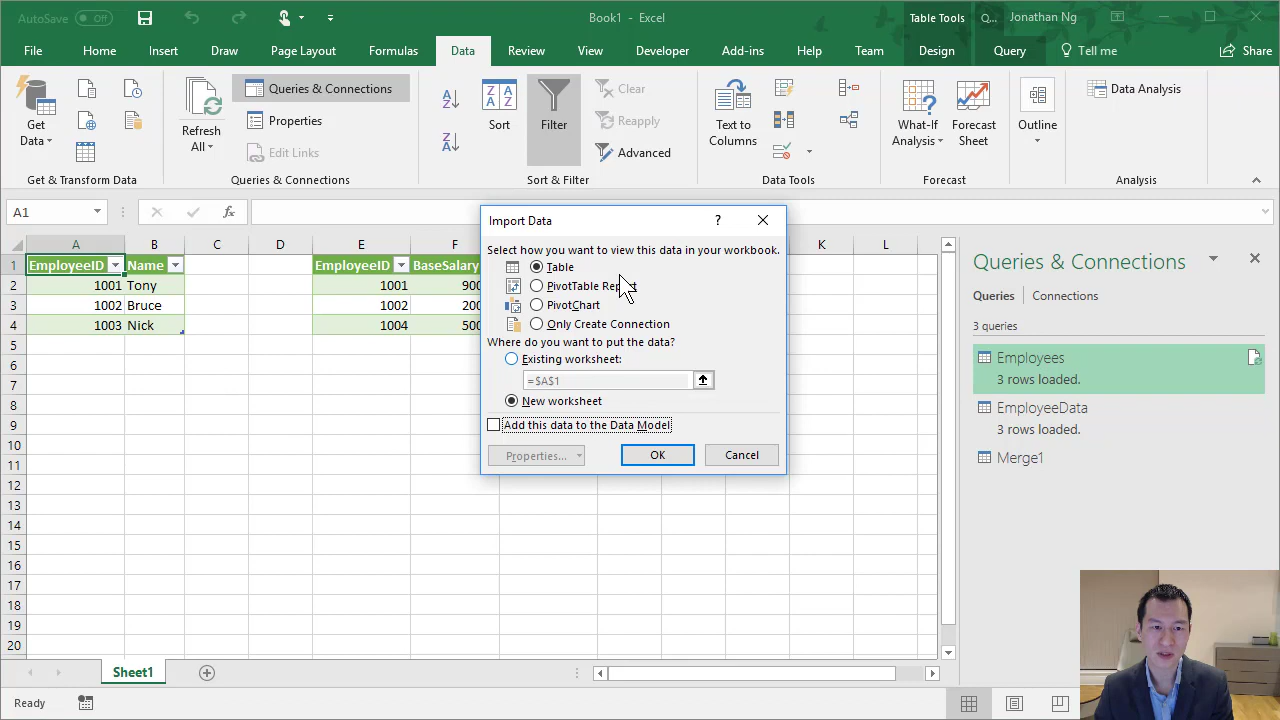 AutoSave Off Book1 - Excel Table Tools Q... Jonathan Ng
File Home Insert Draw Page Layout Formulas Data Review View Developer Add-ins Help Team Design Query Tell me Share
Get Data
Refresh All
Queries & Connections
Properties
Edit Links
Sort
Filter
Clear
Reapply
Advanced
Text to Columns
What-If Analysis
Forecast Sheet
Outline
Data Analysis
Get & Transform Data Queries & Connections Sort & Filter Data Tools Forecast Analysis
A1 fx
A B C D E F K L
1 EmployeeID Name EmployeeID BaseSalary
2 1001 Tony 1001 900
3 1002 Bruce 1002 200
4 1003 Nick 1004 500
5
6
7
8
9
10
11
12
13
14
15
16
17
18
19
20
Import Data ?
Select how you want to view this data in your workbook.
Table
PivotTable Report
PivotChart
Only Create Connection
Where do you want to put the data?
Existing worksheet:
=$A$1
New worksheet
Add this data to the Data Model
Properties... OK Cancel
Queries & Connections
Queries Connections
3 queries
Employees
3 rows loaded.
EmployeeData
3 rows loaded.
Merge1
Sheet1
Ready